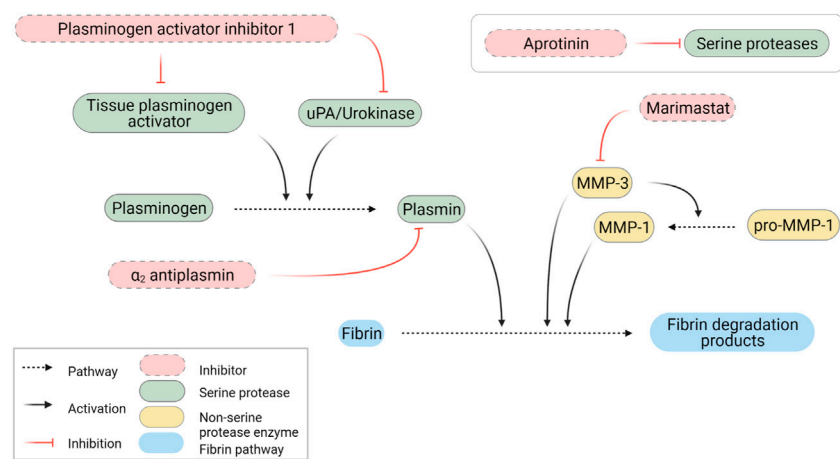 Plasminogen activator inhibitor 1
Aprotinin
Serine proteases
Tissue plasminogen
activator
uPA/Urokinase
Marimastat
MMP-3
Plasminogen
Plasmin
MMP-1
pro-MMP-1
α₂ antiplasmin
Fibrin
Fibrin degradation
products
Pathway
Activation
Inhibition
Inhibitor
Serine protease
Non-serine
protease enzyme
Fibrin pathway